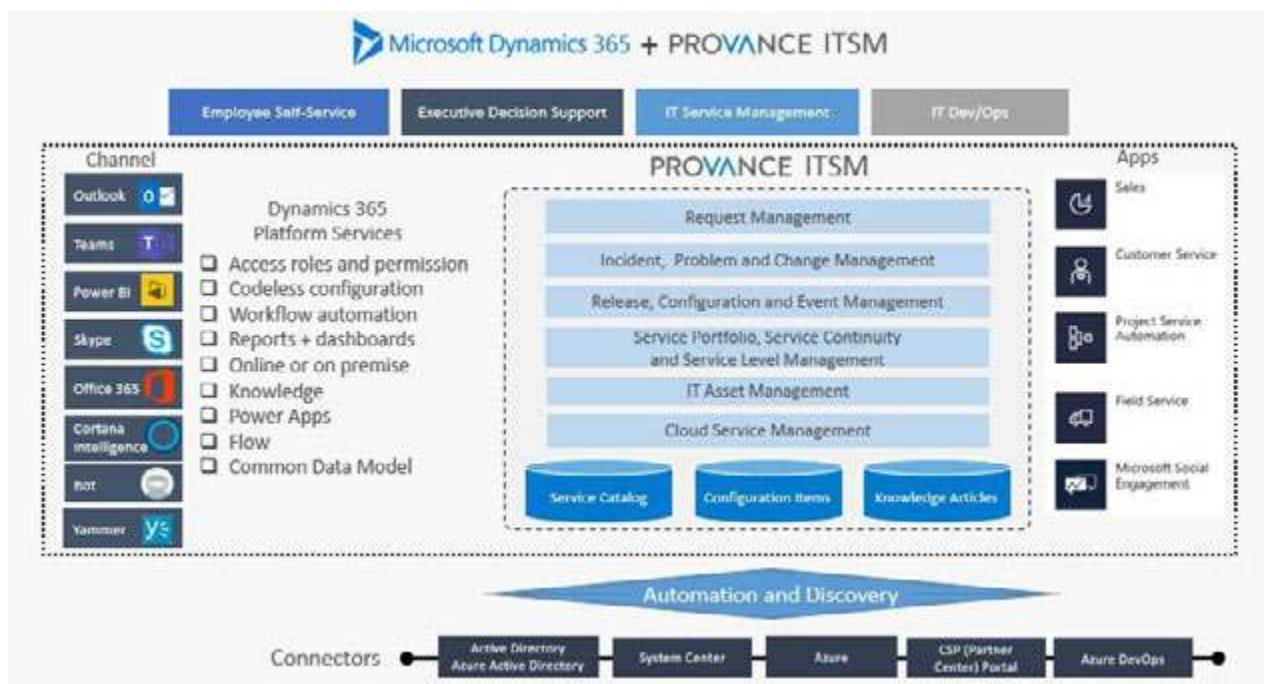 Microsoft Dynamics 365 + PROVANCE ITSM
Employee Self-Service
Executive Decision Support
IT Service Management
IT Dev/Ops
Channel
Outlook
Teams
Power BI
Skype
Office 365
Cortana
Intelligence
Bot
Yammer
Dynamics 365
Platform Services
Access roles and permission
Codeless configuration
Workflow automation
Reports + dashboards
Online or on premise
Knowledge
Power Apps
Flow
Common Data Model
PROVANCE ITSM
Request Management
Incident, Problem and Change Management
Release, Configuration and Event Management
Service Portfolio, Service Continuity
and Service Level Management
IT Asset Management
Cloud Service Management
Service Catalog
Configuration Items
Knowledge Articles
Apps
Sales
Customer Service
Project Service
Automation
Field Service
Microsoft Social
Engagement
Automation and Discovery
Connectors
Active Directory
Azure Active Directory
System Center
Azure
CSP (Partner
Center) Portal
Azure DevOps